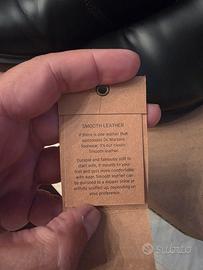 SMOOTH LEATHER
If there is one leather that
epitomises Dr. Martens
footwear, it's our classic
Smooth leather.
Durable and famously stiff to
start with, it moulds to your
feet and gets more comfortable
with wear. Smooth leather can
be polished to a deeper shine or
artfully scuffed up, depending on
your preference.
subito